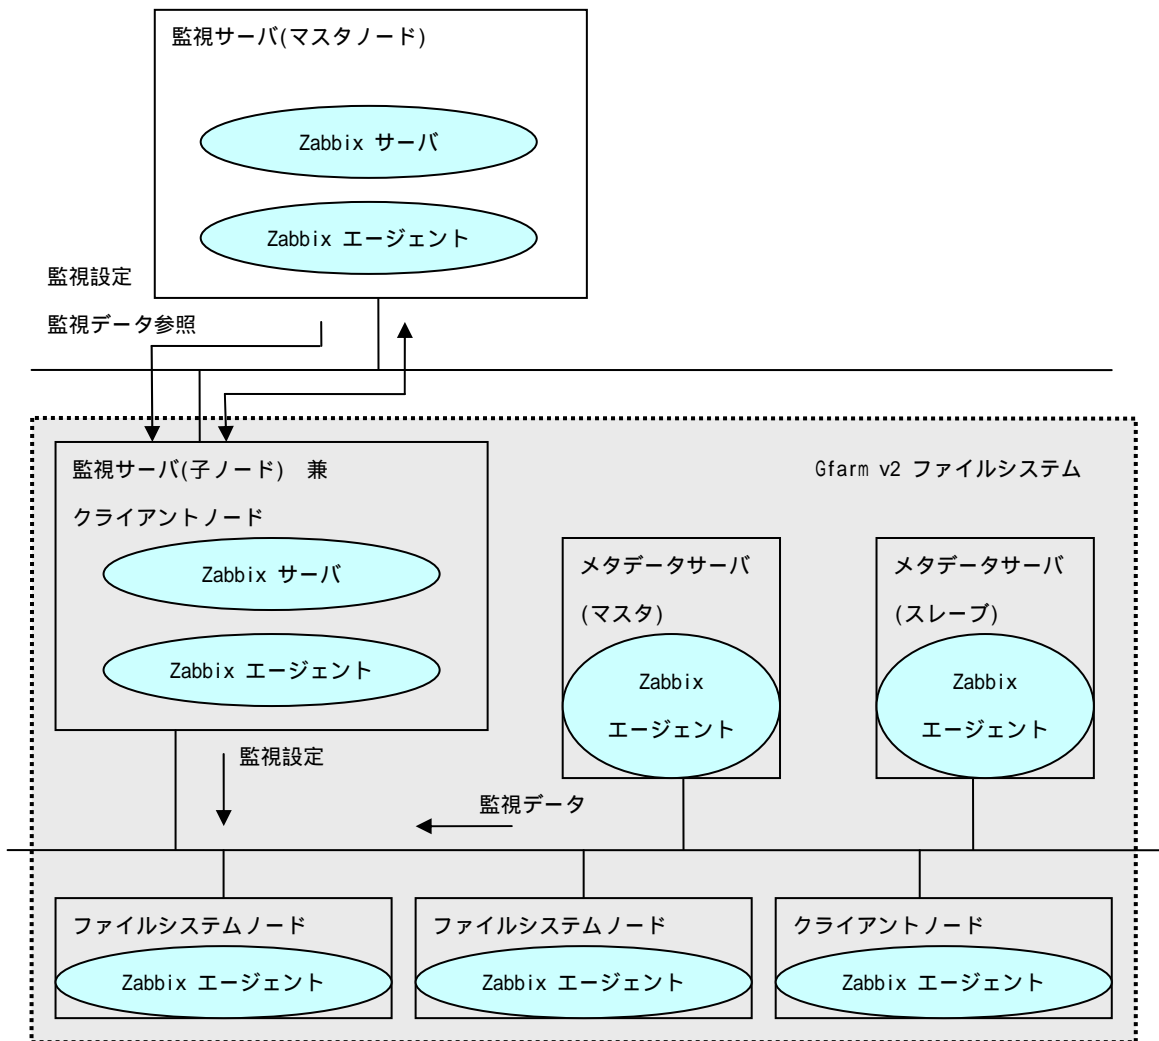 監視サーバ(マスタノード)
Zabbix サーバ
Zabbix エージェント
監視設定
監視データ参照
監視サーバ(子ノード) 兼
クライアントノード
Zabbix サーバ
Zabbix エージェント
Gfarm v2 ファイルシステム
メタデータサーバ
(マスタ)
Zabbix
エージェント
メタデータサーバ
(スレーブ)
Zabbix
エージェント
監視設定
監視データ
ファイルシステムノード
Zabbix エージェント
ファイルシステムノード
Zabbix エージェント
クライアントノード
Zabbix エージェント